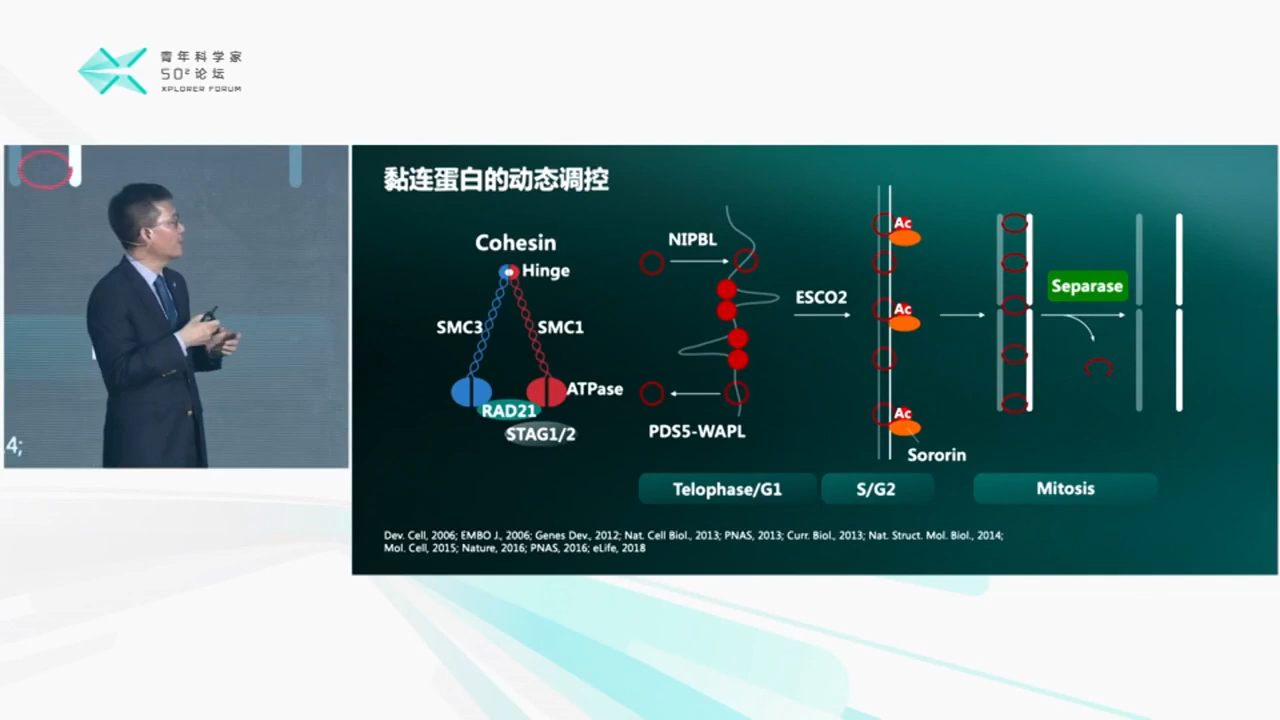 青年科学家
50²论坛
XPLORER FORUM
4;
黏连蛋白的动态调控
Cohesin
Hinge
SMC3
SMC1
ATPase
RAD21
STAG1/2
NIPBL
PDS5-WAPL
ESCO2
Ac
Ac
Ac
Sororin
Separase
Telophase/G1
S/G2
Mitosis
Dev. Cell, 2006; EMBO J., 2006; Genes Dev., 2012; Nat. Cell Biol., 2013; PNAS, 2013; Curr. Biol., 2013; Nat. Struct. Mol. Biol., 2014;
Mol. Cell, 2015; Nature, 2016; PNAS, 2016; eLife, 2018